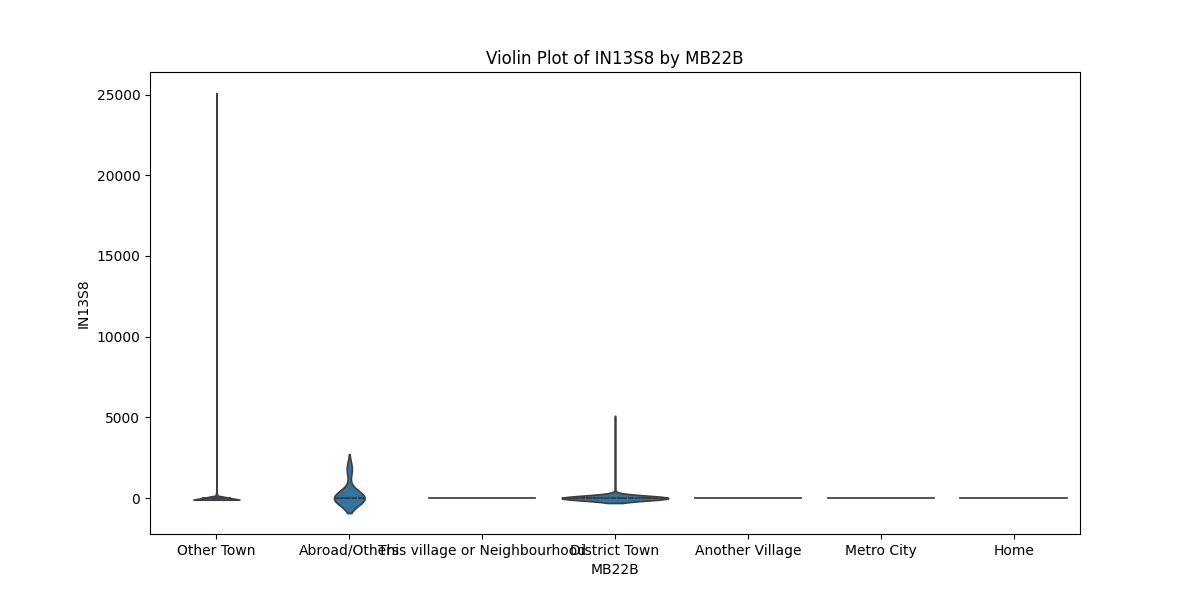 Violin Plot of IN13S8 by MB22B
25000
20000
15000
10000
5000
0
IN13S8
Other Town
Abroad/Others
This village or Neighbourhood
District Town
Another Village
Metro City
Home
MB22B